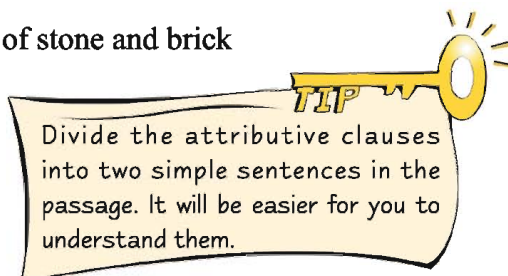 of stone and brick
TIP
Divide the attributive clauses
into two simple sentences in the
passage. It will be easier for you to
understand them.